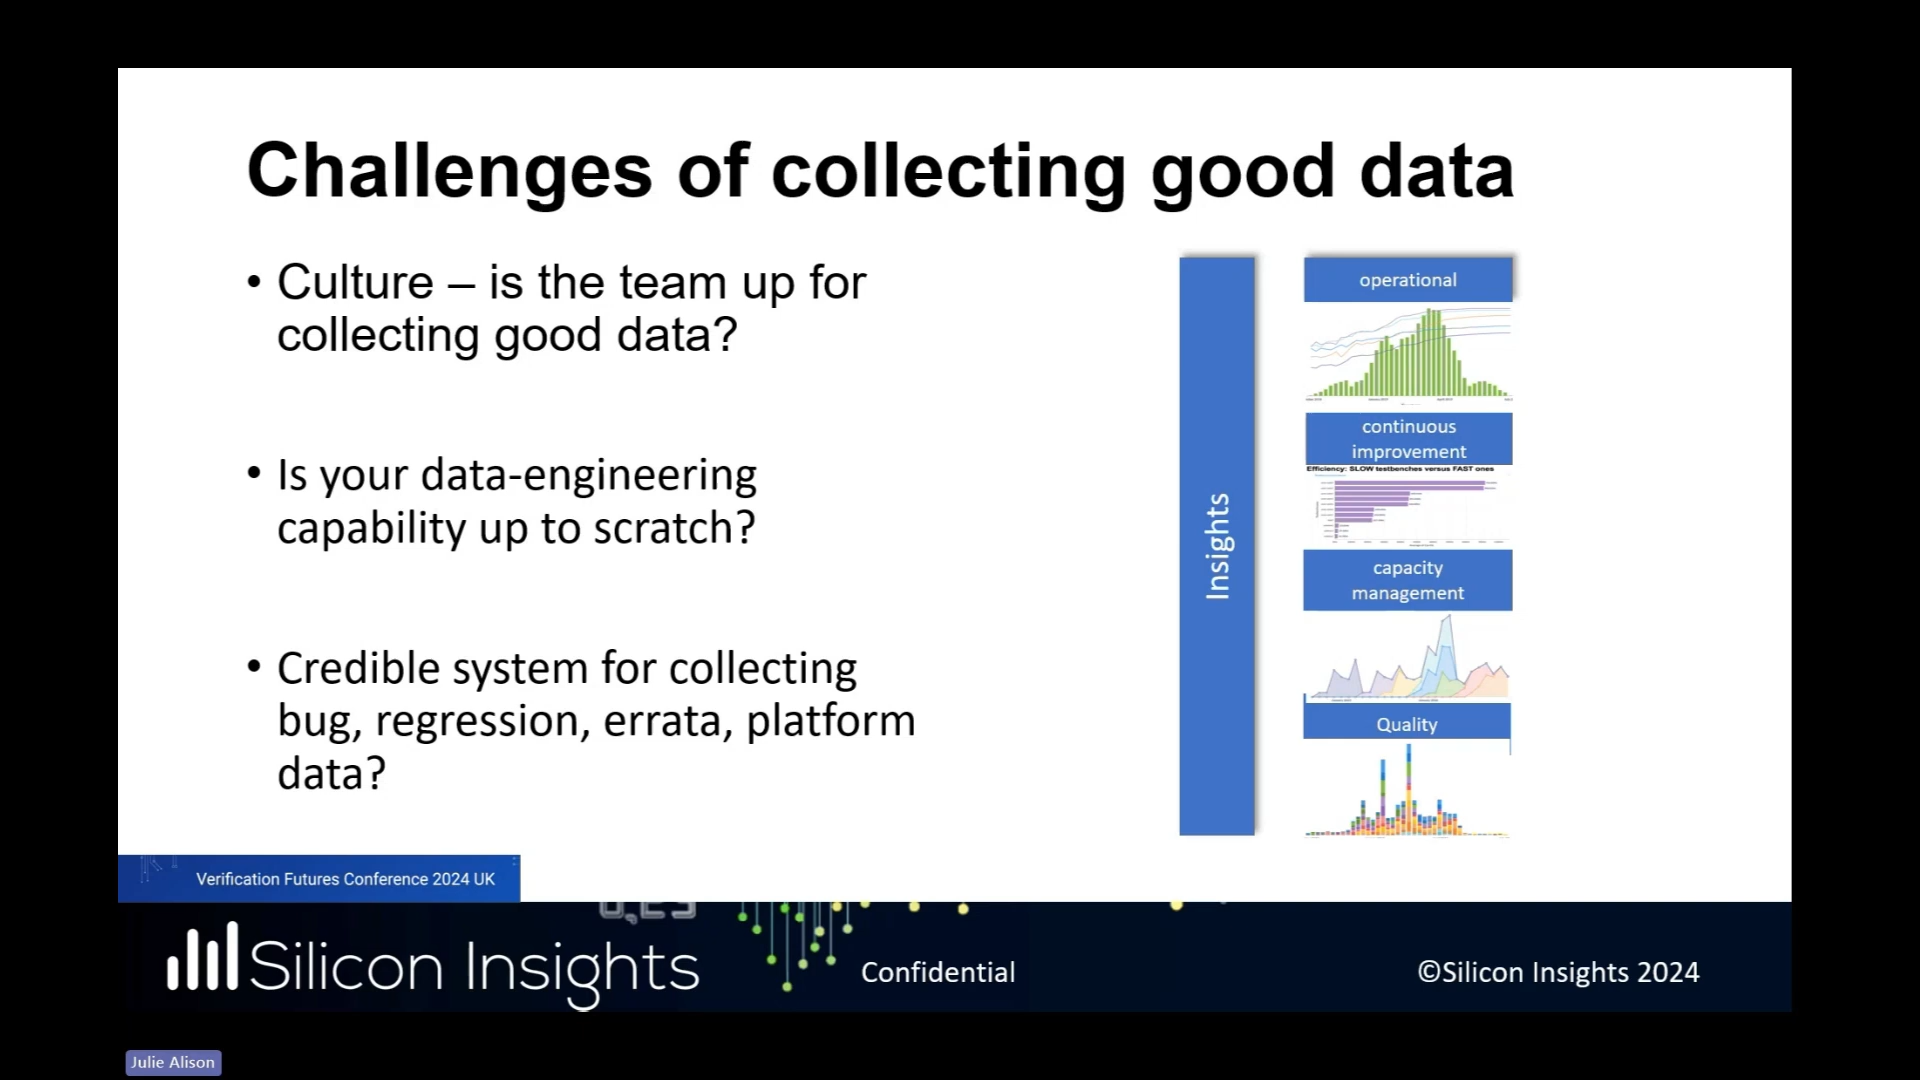 Challenges of collecting good data
• Culture – is the team up for
collecting good data?
• Is your data-engineering
capability up to scratch?
• Credible system for collecting
bug, regression, errata, platform
data?
Insights
operational
continuous
improvement
Efficiency: SLOW testbenches versus FAST ones
capacity
management
Quality
Verification Futures Conference 2024 UK
Silicon Insights
Confidential
©Silicon Insights 2024
Julie Alison